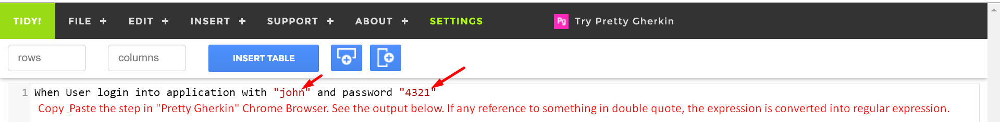 TIDY! FILE + EDIT + INSERT + SUPPORT + ABOUT + SETTINGS Pg Try Pretty Gherkin
rows columns INSERT TABLE
1 When User login into application with "john" and password "4321"
Copy _Paste the step in "Pretty Gherkin" Chrome Browser. See the output below. If any reference to something in double quote, the expression is converted into regular expression.